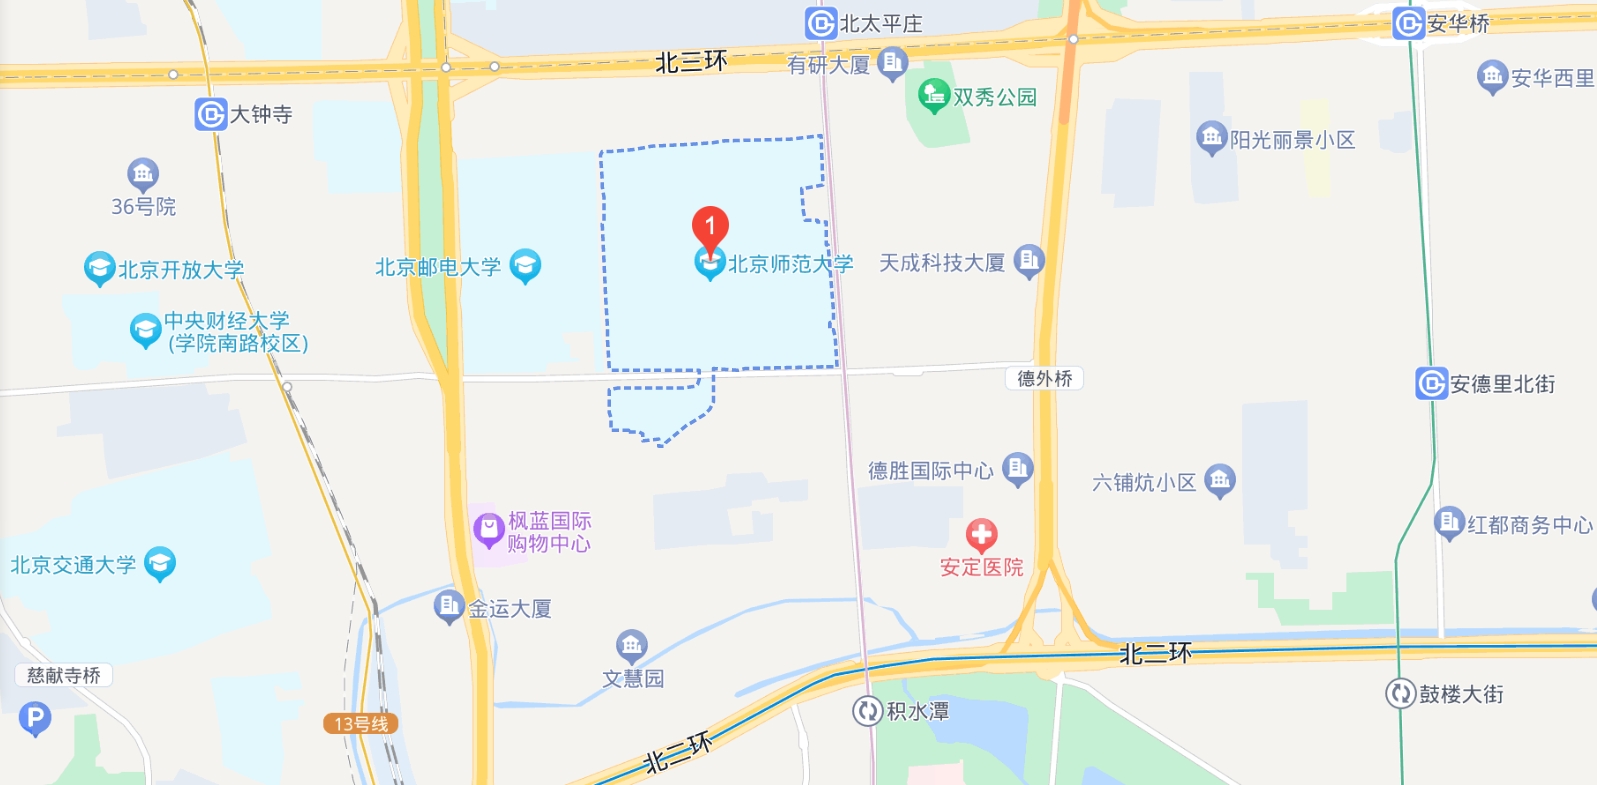 北太平庄
安华桥
北三环
有研大厦
安华西里
双秀公园
大钟寺
阳光丽景小区
36号院
1
北京开放大学
北京邮电大学
北京师范大学
天成科技大厦
中央财经大学
(学院南路校区)
德外桥
安德里北街
德胜国际中心
六铺炕小区
枫蓝国际
购物中心
红都商务中心
北京交通大学
安定医院
金运大厦
北二环
文慧园
慈献寺桥
P
积水潭
鼓楼大街
13号线
北二环